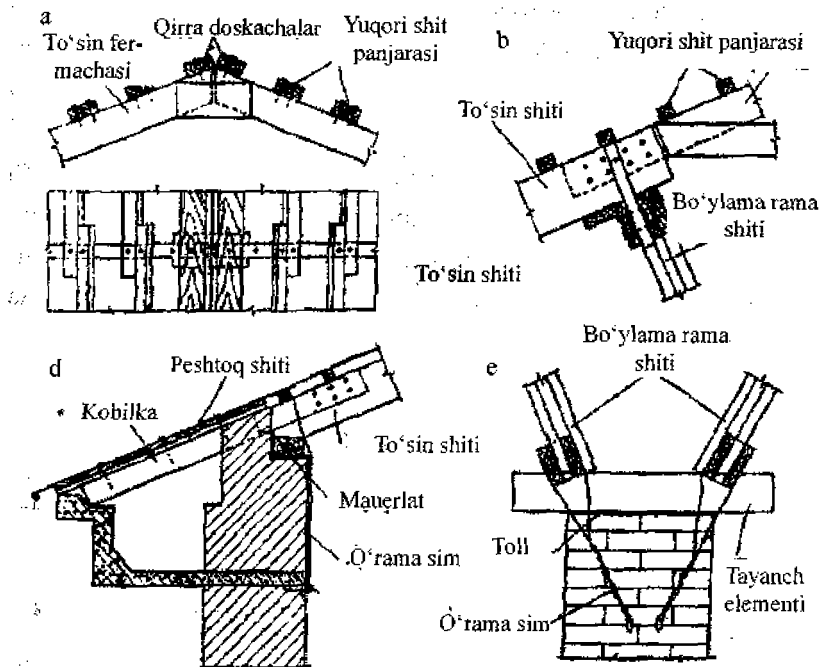 a
Qirra doskachalar
To‘sin fer-
machasi
Yuqori shit
panjarasi
b
Yuqori shit panjarasi
To‘sin shiti
Bo‘ylama rama
shiti
To‘sin shiti
d
Peshtoq shiti
Kobilka
To‘sin shiti
Mauerlat
O‘rama sim
e
Bo‘ylama rama
shiti
Toll
Tayanch
elementi
O‘rama sim